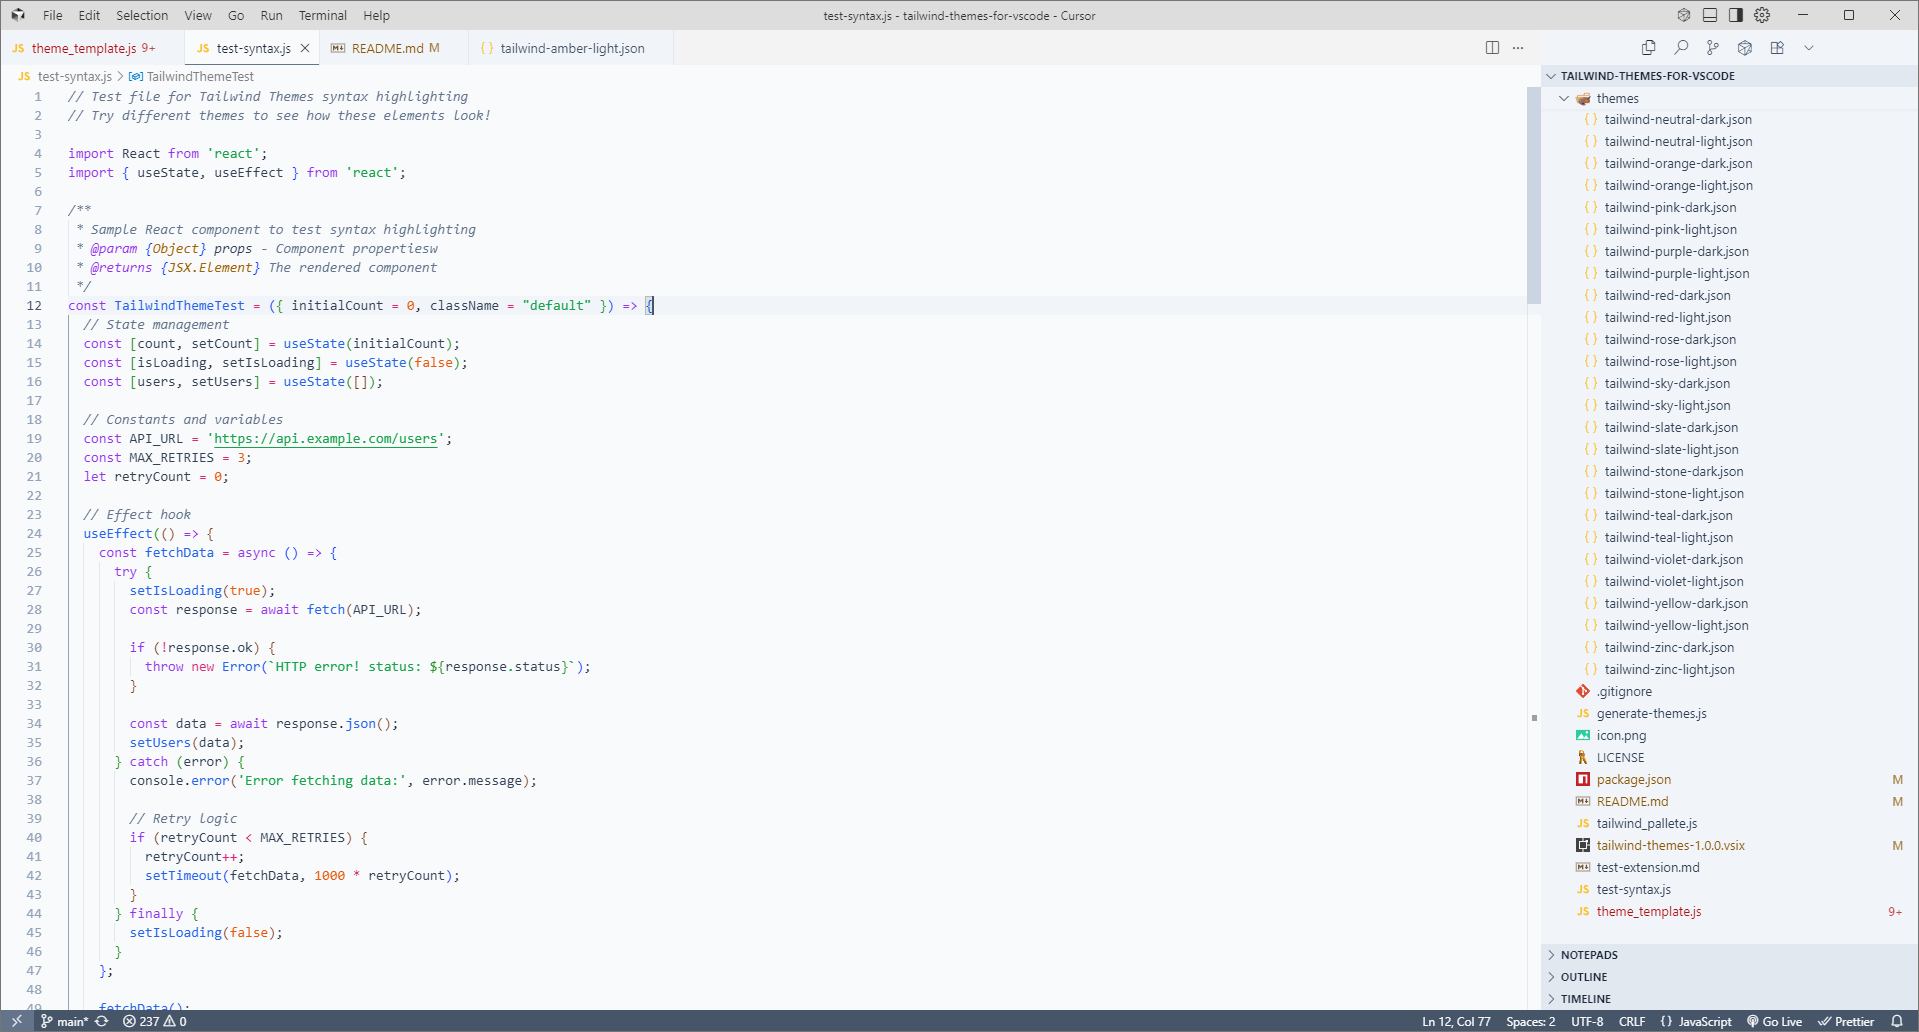 File Edit Selection View Go Run Terminal Help
test-syntax.js - tailwind-themes-for-vscode - Cursor
JS theme_template.js 9+
JS test-syntax.js
README.md M
{} tailwind-amber-light.json
JS test-syntax.js > TailwindThemeTest
1 // Test file for Tailwind Themes syntax highlighting
2 // Try different themes to see how these elements look!
3
4 import React from 'react';
5 import { useState, useEffect } from 'react';
6
7 /**
8 * Sample React component to test syntax highlighting
9 * @param {Object} props - Component propertiesw
10 * @returns {JSX.Element} The rendered component
11 */
12 const TailwindThemeTest = ({ initialCount = 0, className = "default" }) => {
13 // State management
14 const [count, setCount] = useState(initialCount);
15 const [isLoading, setIsLoading] = useState(false);
16 const [users, setUsers] = useState([]);
17
18 // Constants and variables
19 const API_URL = 'https://api.example.com/users';
20 const MAX_RETRIES = 3;
21 let retryCount = 0;
22
23 // Effect hook
24 useEffect(() => {
25 const fetchData = async () => {
26 try {
27 setIsLoading(true);
28 const response = await fetch(API_URL);
29
30 if (!response.ok) {
31 throw new Error(`HTTP error! status: ${response.status}`);
32 }
33
34 const data = await response.json();
35 setUsers(data);
36 } catch (error) {
37 console.error('Error fetching data:', error.message);
38
39 // Retry logic
40 if (retryCount < MAX_RETRIES) {
41 retryCount++;
42 setTimeout(fetchData, 1000 * retryCount);
43 }
44 } finally {
45 setIsLoading(false);
46 }
47 };
48
49 fetchData();
TAILWIND-THEMES-FOR-VSCODE
themes
{} tailwind-neutral-dark.json
{} tailwind-neutral-light.json
{} tailwind-orange-dark.json
{} tailwind-orange-light.json
{} tailwind-pink-dark.json
{} tailwind-pink-light.json
{} tailwind-purple-dark.json
{} tailwind-purple-light.json
{} tailwind-red-dark.json
{} tailwind-red-light.json
{} tailwind-rose-dark.json
{} tailwind-rose-light.json
{} tailwind-sky-dark.json
{} tailwind-sky-light.json
{} tailwind-slate-dark.json
{} tailwind-slate-light.json
{} tailwind-stone-dark.json
{} tailwind-stone-light.json
{} tailwind-teal-dark.json
{} tailwind-teal-light.json
{} tailwind-violet-dark.json
{} tailwind-violet-light.json
{} tailwind-yellow-dark.json
{} tailwind-yellow-light.json
{} tailwind-zinc-dark.json
{} tailwind-zinc-light.json
.gitignore
JS generate-themes.js
icon.png
LICENSE
package.json M
README.md M
JS tailwind_pallete.js
tailwind-themes-1.0.0.vsix M
test-extension.md
JS test-syntax.js
JS theme_template.js 9+
NOTEPADS
OUTLINE
TIMELINE
main* 237 0
Ln 12, Col 77 Spaces: 2 UTF-8 CRLF {} JavaScript Go Live Prettier